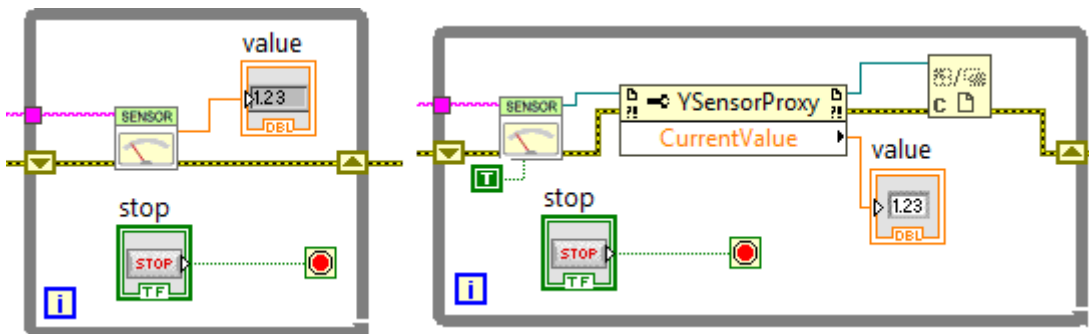 value
1.23
DBL
SENSOR
stop
STOP
TF
i
SENSOR
?!
YSensorProxy
?!
CurrentValue
C
T
value
1.23
DBL
stop
STOP
TF
i